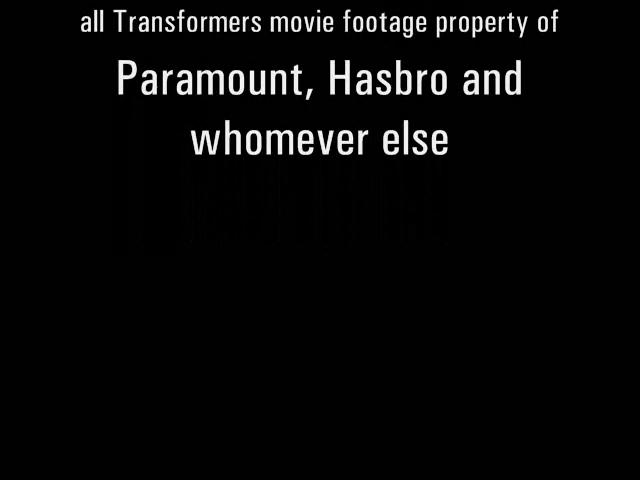 all Transformers movie footage property of
Paramount, Hasbro and
whomever else